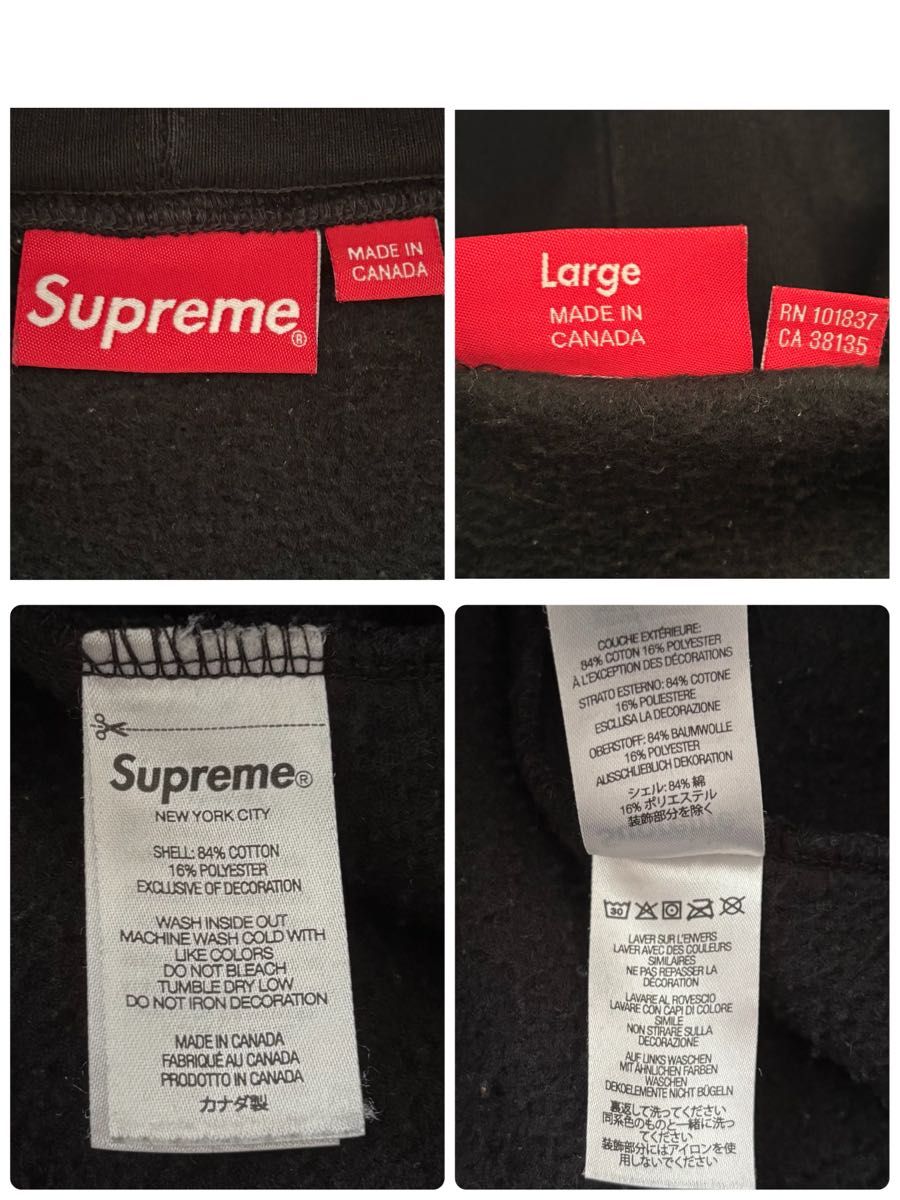 Supreme®
MADE IN
CANADA
Large
MADE IN
CANADA
RN 101837
CA 38135
Supreme®
NEW YORK CITY
SHELL: 84% COTTON
16% POLYESTER
EXCLUSIVE OF DECORATION
WASH INSIDE OUT
MACHINE WASH COLD WITH
LIKE COLORS
DO NOT BLEACH
TUMBLE DRY LOW
DO NOT IRON DECORATION
MADE IN CANADA
FABRIQUÉ AU CANADA
PRODOTTO IN CANADA
カナダ製
COUCHE EXTÉRIEURE:
84% COTON 16% POLYESTER
À L'EXCEPTION DES DÉCORATIONS
STRATO ESTERNO: 84% COTONE
16% POLIESTERE
ESCLUSA LA DECORAZIONE
OBERSTOFF: 84% BAUMWOLLE
16% POLYESTER
AUSSCHLIEBLICH DEKORATION
シェル: 84% 綿
16% ポリエステル
装飾部分を除く
30
LAVER SUR L'ENVERS
LAVER AVEC DES COULEURS
SIMILAIRES
NE PAS REPASSER LA
DÉCORATION
LAVARE AL ROVESCIO
LAVARE CON CAPI DI COLORE
SIMILE
NON STIRARE SULLA
DECORAZIONE
AUF LINKS WASCHEN
MIT ÄHNLICHEN FARBEN
WASCHEN
DEKOELEMENTE NICHT BÜGELN
裏返して洗ってください
同系色のものと一緒に洗っ
てください
装飾部分にはアイロンを使
用しないでください